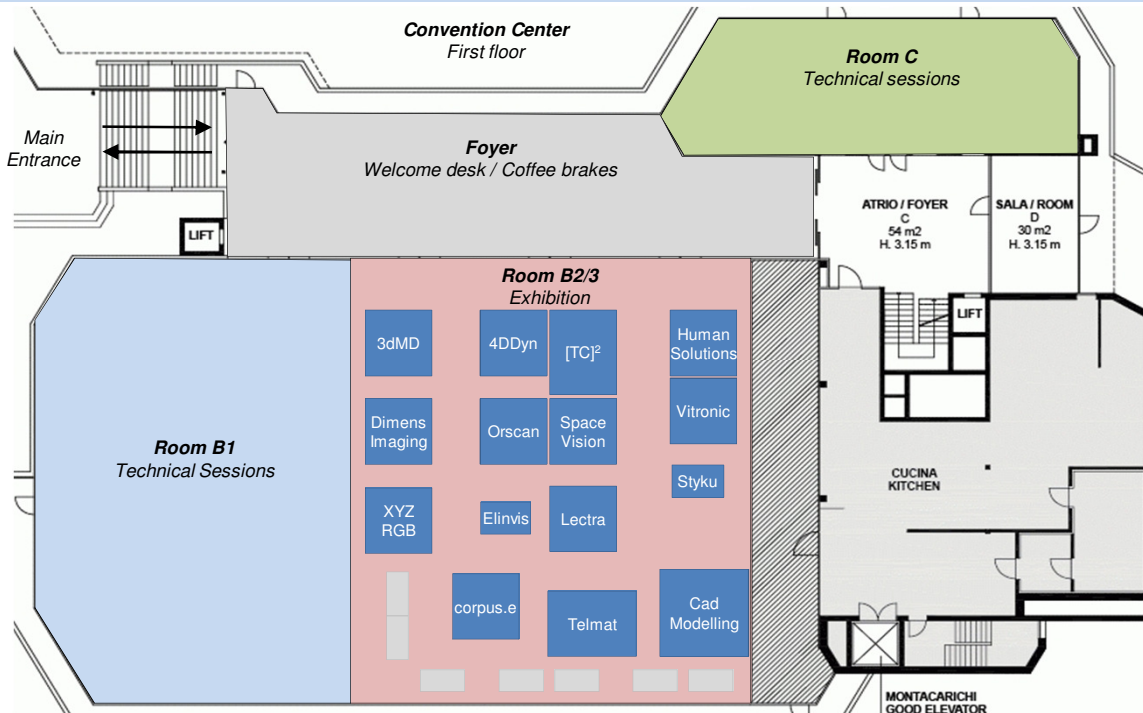 Convention Center
First floor
Room C
Technical sessions
Main
Entrance
Foyer
Welcome desk / Coffee brakes
ATRIO / FOYER
C
54 m2
H. 3.15 m
SALA / ROOM
D
30 m2
H. 3.15 m
LIFT
Room B2/3
Exhibition
LIFT
3dMD
4DDyn
[TC]²
Human
Solutions
Dimens
Imaging
Orscan
Space
Vision
Vitronic
Room B1
Technical Sessions
Styku
CUCINA
KITCHEN
XYZ
RGB
Elinvis
Lectra
corpus.e
Telmat
Cad
Modelling
MONTACARICHI
GOOD ELEVATOR